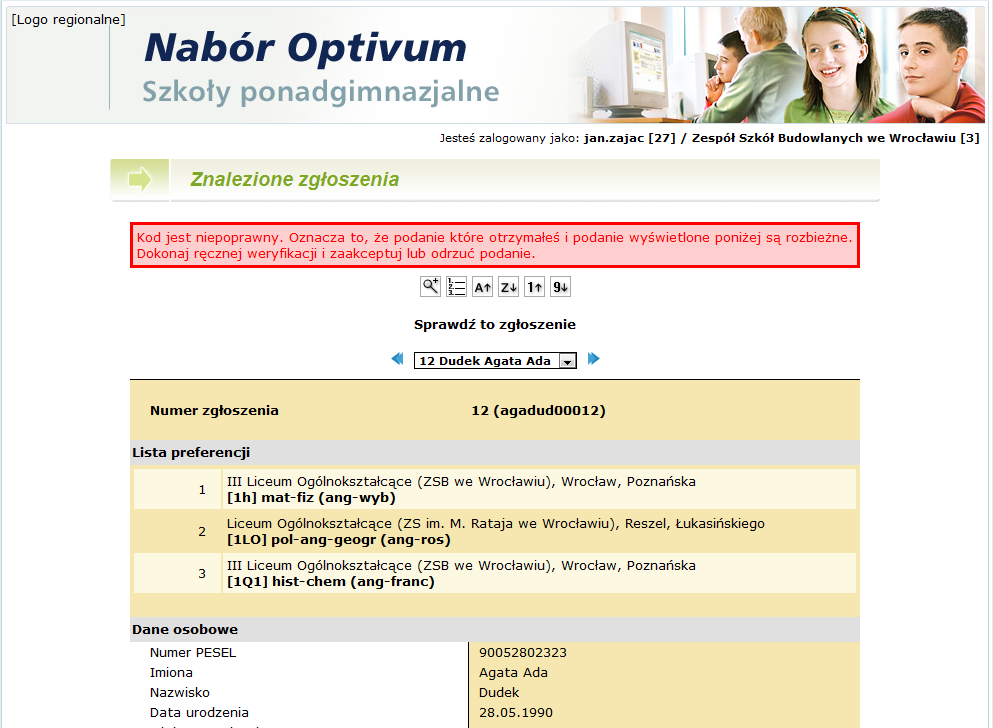 [Logo regionalne]
Nabór Optivum
Szkoły ponadgimnazjalne
Jesteś zalogowany jako: jan.zajac [27] / Zespół Szkół Budowlanych we Wrocławiu [3]
Znalezione zgłoszenia
Kod jest niepoprawny. Oznacza to, że podanie które otrzymałeś i podanie wyświetlone poniżej są rozbieżne.
Dokonaj ręcznej weryfikacji i zaakceptuj lub odrzuć podanie.
A Z 1 9
Sprawdź to zgłoszenie
12 Dudek Agata Ada
Numer zgłoszenia 12 (agadud00012)
Lista preferencji
1 III Liceum Ogólnokształcące (ZSB we Wrocławiu), Wrocław, Poznańska
[1h] mat-fiz (ang-wyb)
2 Liceum Ogólnokształcące (ZS im. M. Rataja we Wrocławiu), Reszel, Łukasińskiego
[1LO] pol-ang-geogr (ang-ros)
3 III Liceum Ogólnokształcące (ZSB we Wrocławiu), Wrocław, Poznańska
[1Q1] hist-chem (ang-franc)
Dane osobowe
Numer PESEL 90052802323
Imiona Agata Ada
Nazwisko Dudek
Data urodzenia 28.05.1990